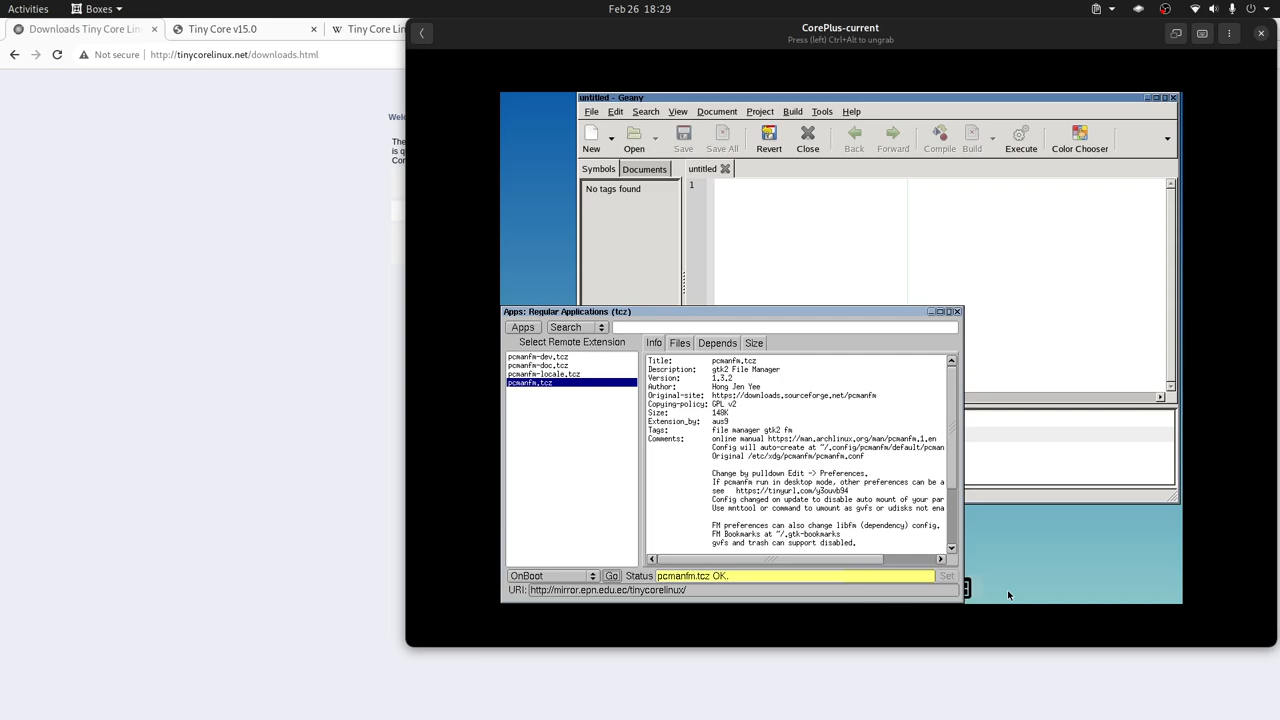 Activities
Boxes
Feb 26 18:29
Downloads Tiny Core Lin
Tiny Core v15.0
Tiny Core Lin
Not secure
http://tinycorelinux.net/downloads.html
Welc
The
is q
Cor
CorePlus-current
Press (left) Ctrl+Alt to ungrab
untitled - Geany
File Edit Search View Document Project Build Tools Help
New Open Save Save All Revert Close Back Forward Compile Build Execute Color Chooser
Symbols Documents
untitled
No tags found
1
Apps: Regular Applications (tcz)
Apps Search
Select Remote Extension
Info Files Depends Size
pcmanfm-dev.tcz
pcmanfm-doc.tcz
pcmanfm-locale.tcz
pcmanfm.tcz
Title: pcmanfm.tcz
Description: gtk2 File Manager
Version: 1.3.2
Author: Hong Jen Yee
Original-site: https://downloads.sourceforge.net/pcmanfm
Copying-policy: GPL v2
Size: 148K
Extension_by: aus9
Tags: file manager gtk2 fm
Comments: online manual https://man.archlinux.org/man/pcmanfm.1.en
Config will auto-create at ~/.config/pcmanfm/default/pcman
Original /etc/xdg/pcmanfm/pcmanfm.conf
Change by pulldown Edit -> Preferences.
If pcmanfm run in desktop mode, other preferences can be a
see https://tinyurl.com/y3ouvb94
Config changed on update to disable auto mount of your par
Use mnttool or command to umount as gvfs or udisks not ena
FM preferences can also change libfm (dependency) config.
FM Bookmarks at ~/.gtk-bookmarks
gvfs and trash can support disabled.
OnBoot Go Status pcmanfm.tcz OK. Set
URI: http://mirror.epn.edu.ec/tinycorelinux/